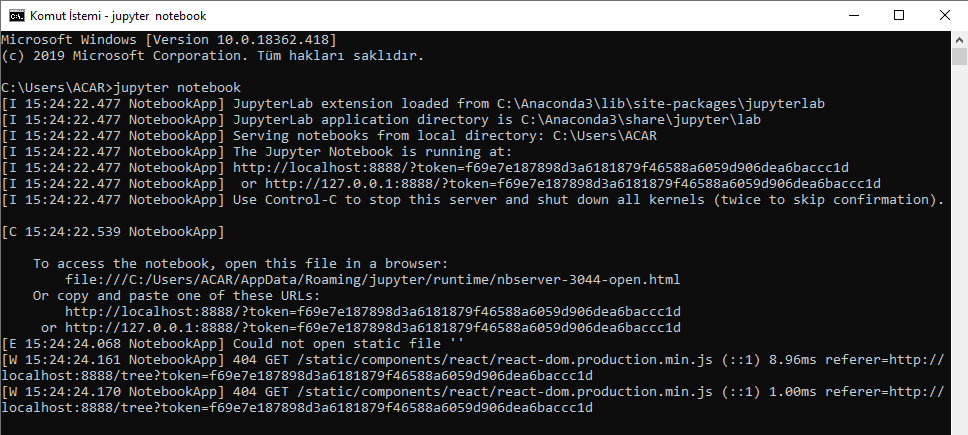 Komut İstemi - jupyter  notebook
Microsoft Windows [Version 10.0.18362.418]
(c) 2019 Microsoft Corporation. Tüm hakları saklıdır.
C:\Users\ACAR>jupyter notebook
[I 15:24:22.477 NotebookApp] JupyterLab extension loaded from C:\Anaconda3\lib\site-packages\jupyterlab
[I 15:24:22.477 NotebookApp] JupyterLab application directory is C:\Anaconda3\share\jupyter\lab
[I 15:24:22.477 NotebookApp] Serving notebooks from local directory: C:\Users\ACAR
[I 15:24:22.477 NotebookApp] The Jupyter Notebook is running at:
[I 15:24:22.477 NotebookApp] http://localhost:8888/?token=f69e7e187898d3a6181879f46588a6059d906dea6baccc1d
[I 15:24:22.477 NotebookApp]  or http://127.0.0.1:8888/?token=f69e7e187898d3a6181879f46588a6059d906dea6baccc1d
[I 15:24:22.477 NotebookApp] Use Control-C to stop this server and shut down all kernels (twice to skip confirmation).
[C 15:24:22.539 NotebookApp]
    To access the notebook, open this file in a browser:
        file:///C:/Users/ACAR/AppData/Roaming/jupyter/runtime/nbserver-3044-open.html
    Or copy and paste one of these URLs:
        http://localhost:8888/?token=f69e7e187898d3a6181879f46588a6059d906dea6baccc1d
     or http://127.0.0.1:8888/?token=f69e7e187898d3a6181879f46588a6059d906dea6baccc1d
[E 15:24:24.068 NotebookApp] Could not open static file ''
[W 15:24:24.161 NotebookApp] 404 GET /static/components/react/react-dom.production.min.js (::1) 8.96ms referer=http://
localhost:8888/tree?token=f69e7e187898d3a6181879f46588a6059d906dea6baccc1d
[W 15:24:24.170 NotebookApp] 404 GET /static/components/react/react-dom.production.min.js (::1) 1.00ms referer=http://
localhost:8888/tree?token=f69e7e187898d3a6181879f46588a6059d906dea6baccc1d